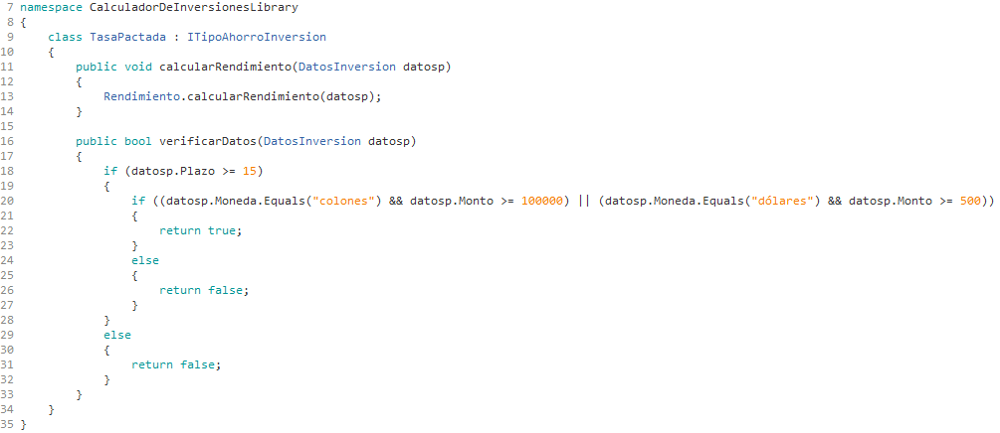 7 namespace CalculadorDeInversionesLibrary
8 {
9     class TasaPactada : ITipoAhorroInversion
10     {
11         public void calcularRendimiento(DatosInversion datosp)
12         {
13             Rendimiento.calcularRendimiento(datosp);
14         }
15
16         public bool verificarDatos(DatosInversion datosp)
17         {
18             if (datosp.Plazo >= 15)
19             {
20                 if ((datosp.Moneda.Equals("colones") && datosp.Monto >= 100000) || (datosp.Moneda.Equals("dólares") && datosp.Monto >= 500))
21                 {
22                     return true;
23                 }
24                 else
25                 {
26                     return false;
27                 }
28             }
29             else
30             {
31                 return false;
32             }
33         }
34     }
35 }